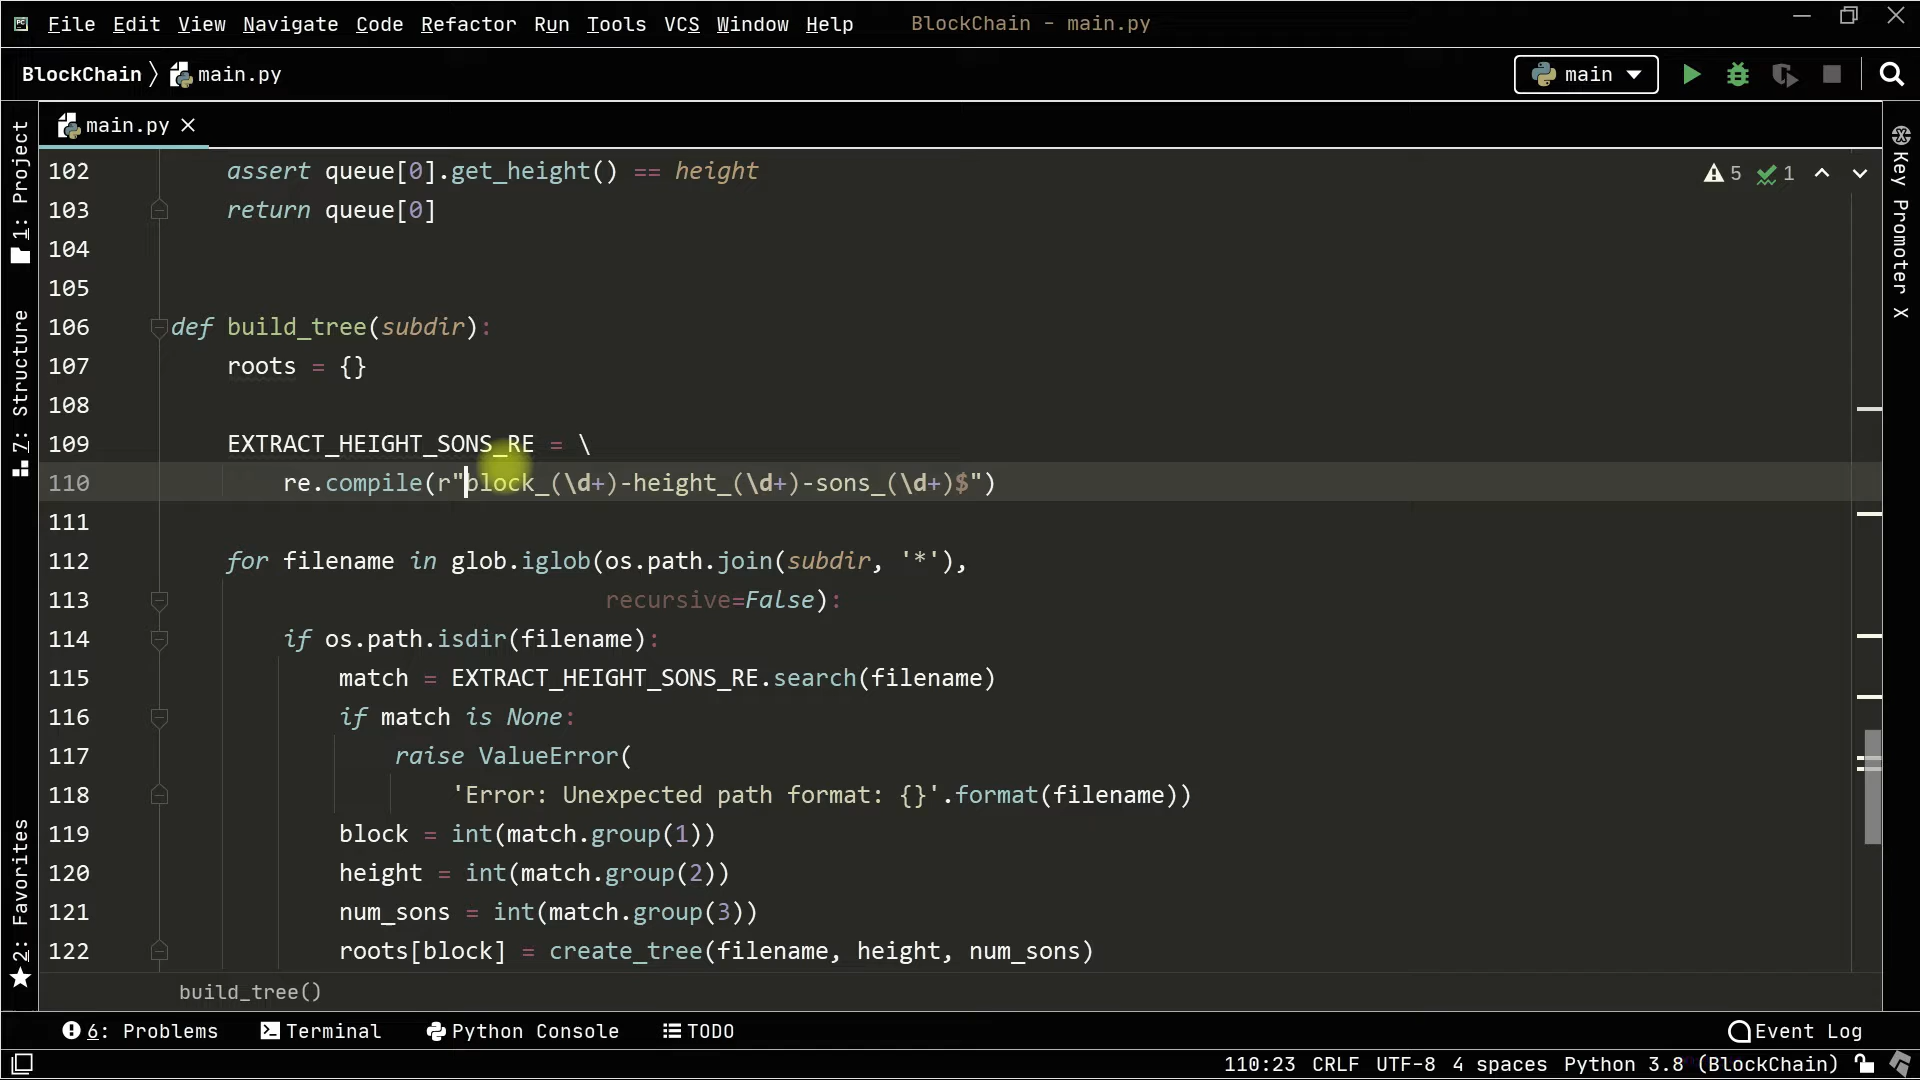 File Edit View Navigate Code Refactor Run Tools VCS Window Help BlockChain - main.py
BlockChain main.py main
main.py
1: Project
7: Structure
2: Favorites
Key Promoter X
5 1
102 assert queue[0].get_height() == height
103 return queue[0]
104
105
106 def build_tree(subdir):
107 roots = {}
108
109 EXTRACT_HEIGHT_SONS_RE = \
110 re.compile(r"block_(\d+)-height_(\d+)-sons_(\d+)$")
111
112 for filename in glob.iglob(os.path.join(subdir, '*'),
113 recursive=False):
114 if os.path.isdir(filename):
115 match = EXTRACT_HEIGHT_SONS_RE.search(filename)
116 if match is None:
117 raise ValueError(
118 'Error: Unexpected path format: {}'.format(filename))
119 block = int(match.group(1))
120 height = int(match.group(2))
121 num_sons = int(match.group(3))
122 roots[block] = create_tree(filename, height, num_sons)
build_tree()
6: Problems Terminal Python Console TODO Event Log
110:23 CRLF UTF-8 4 spaces Python 3.8 (BlockChain)